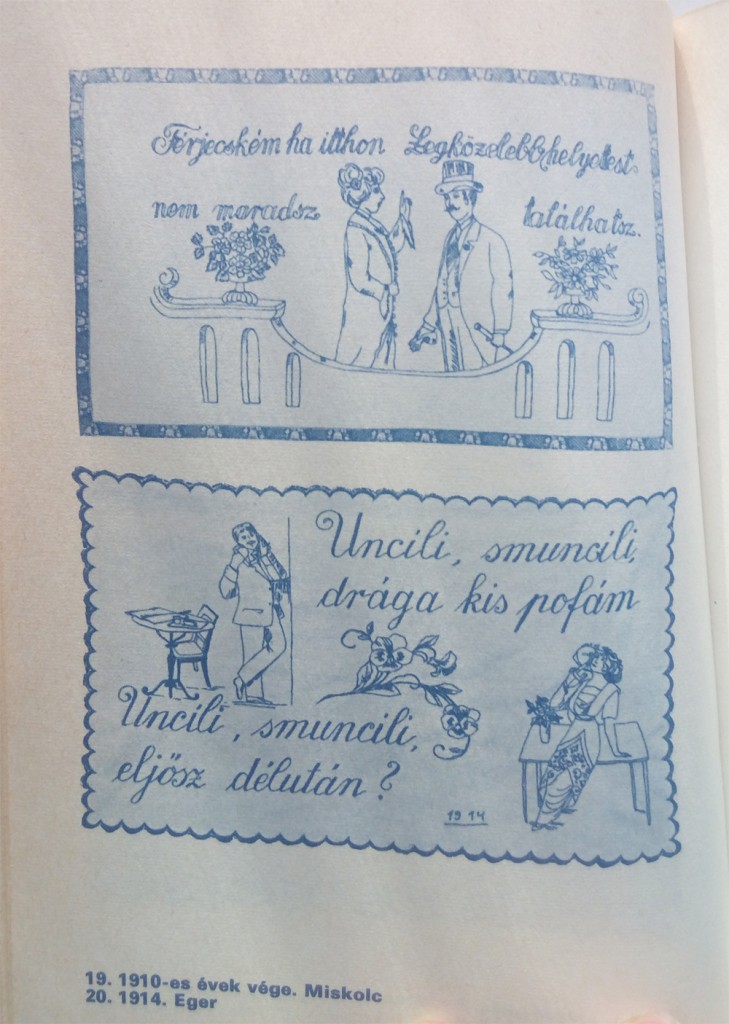 Férjecském ha itthon
nem maradsz
Legközelebb helyettest
találhatsz.
Uncili, smuncili,
drága kis pofám
Uncili, smuncili,
eljősz délután?
1914
19. 1910-es évek vége. Miskolc
20. 1914. Eger